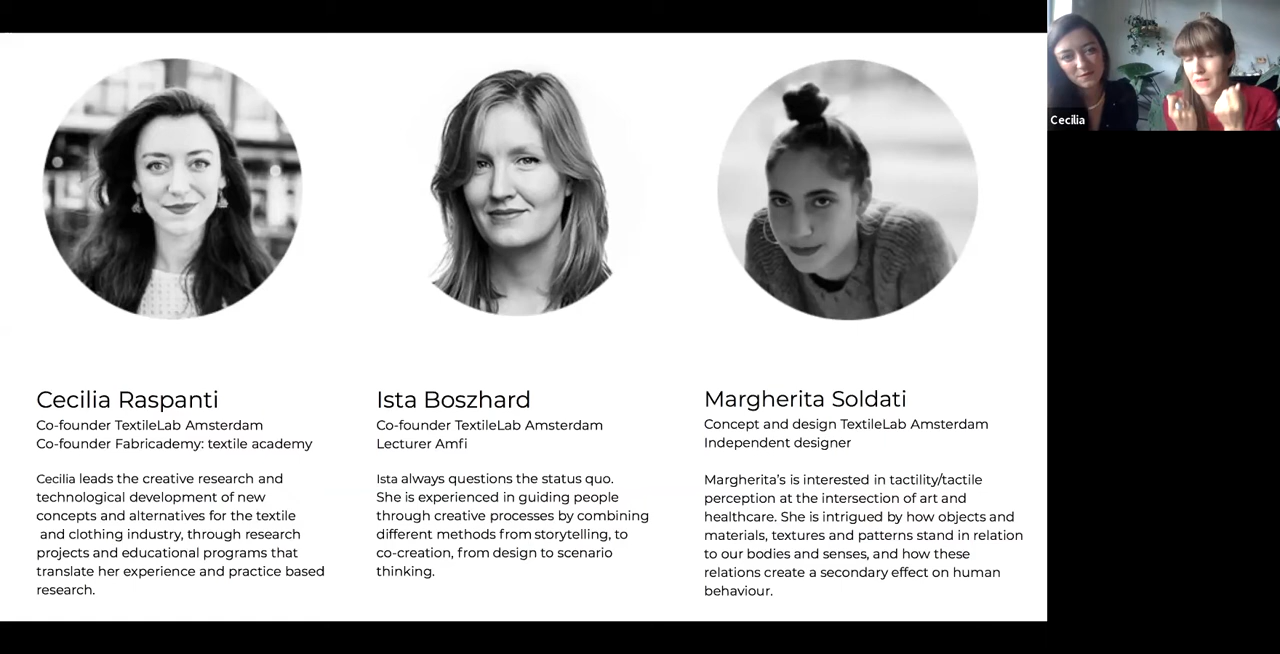 Cecilia
Cecilia Raspanti
Co-founder TextileLab Amsterdam
Co-founder Fabricademy: textile academy
Cecilia leads the creative research and
technological development of new
concepts and alternatives for the textile
and clothing industry, through research
projects and educational programs that
translate her experience and practice based
research.
Ista Boszhard
Co-founder TextileLab Amsterdam
Lecturer Amfi
Ista always questions the status quo.
She is experienced in guiding people
through creative processes by combining
different methods from storytelling, to
co-creation, from design to scenario
thinking.
Margherita Soldati
Concept and design TextileLab Amsterdam
Independent designer
Margherita's is interested in tactility/tactile
perception at the intersection of art and
healthcare. She is intrigued by how objects and
materials, textures and patterns stand in relation
to our bodies and senses, and how these
relations create a secondary effect on human
behaviour.